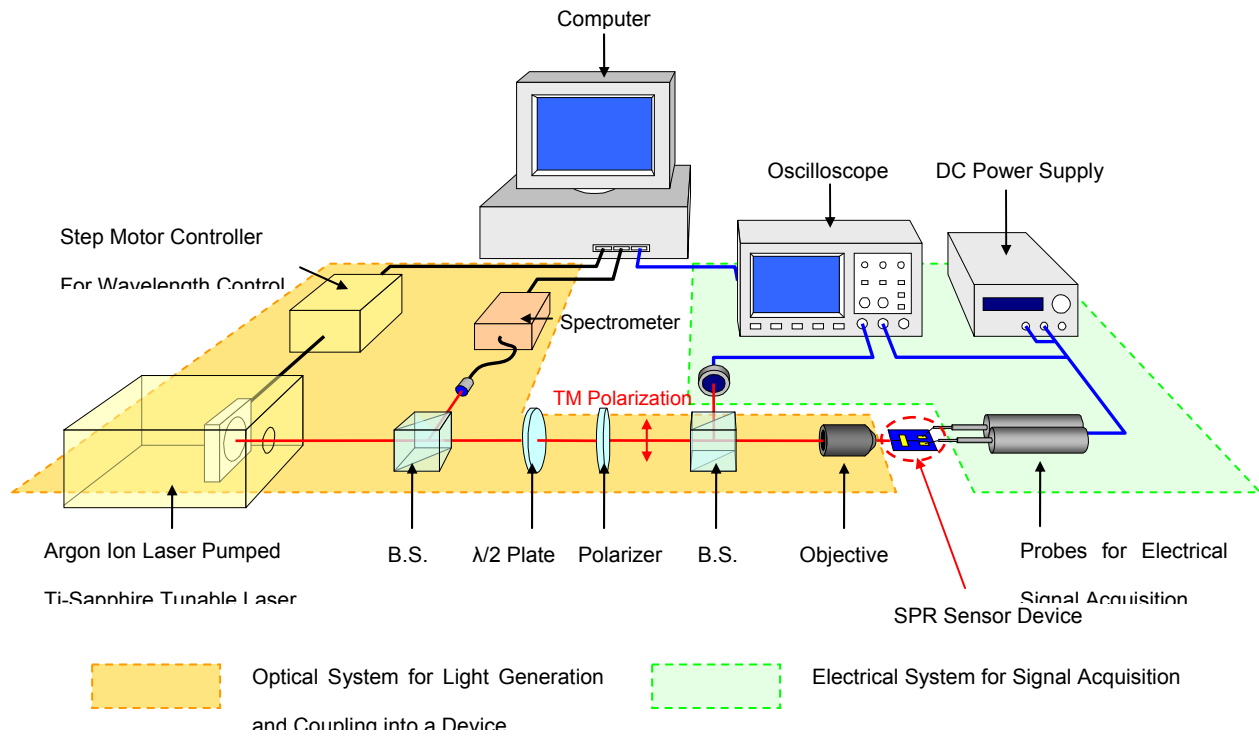 Computer
Oscilloscope
DC Power Supply
Step Motor Controller
For Wavelength Control
Spectrometer
TM Polarization
Argon Ion Laser Pumped
Ti-Sapphire Tunable Laser
B.S.
λ/2 Plate
Polarizer
B.S.
Objective
Probes for Electrical
Signal Acquisition
SPR Sensor Device
Optical System for Light Generation
and Coupling into a Device
Electrical System for Signal Acquisition